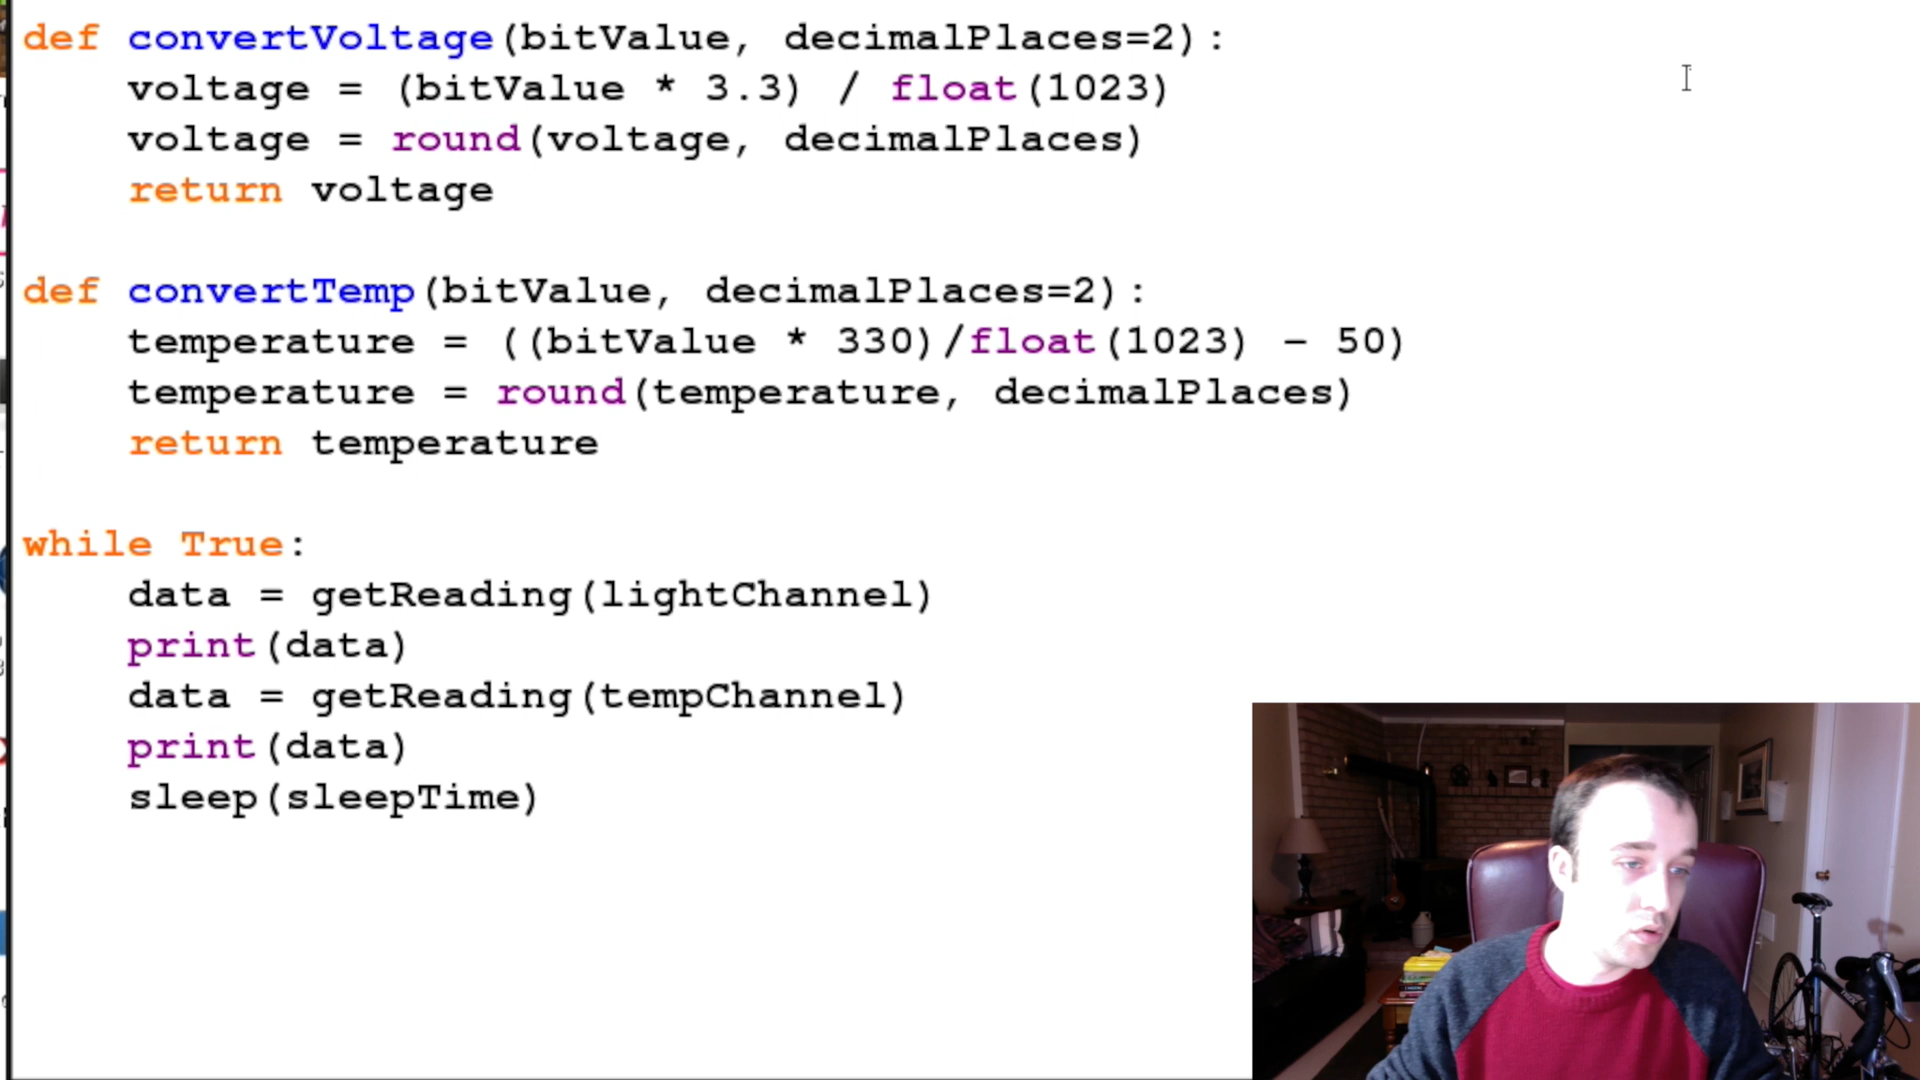 def convertVoltage(bitValue, decimalPlaces=2):
    voltage = (bitValue * 3.3) / float(1023)
    voltage = round(voltage, decimalPlaces)
    return voltage

def convertTemp(bitValue, decimalPlaces=2):
    temperature = ((bitValue * 330)/float(1023) - 50)
    temperature = round(temperature, decimalPlaces)
    return temperature

while True:
    data = getReading(lightChannel)
    print(data)
    data = getReading(tempChannel)
    print(data)
    sleep(sleepTime)